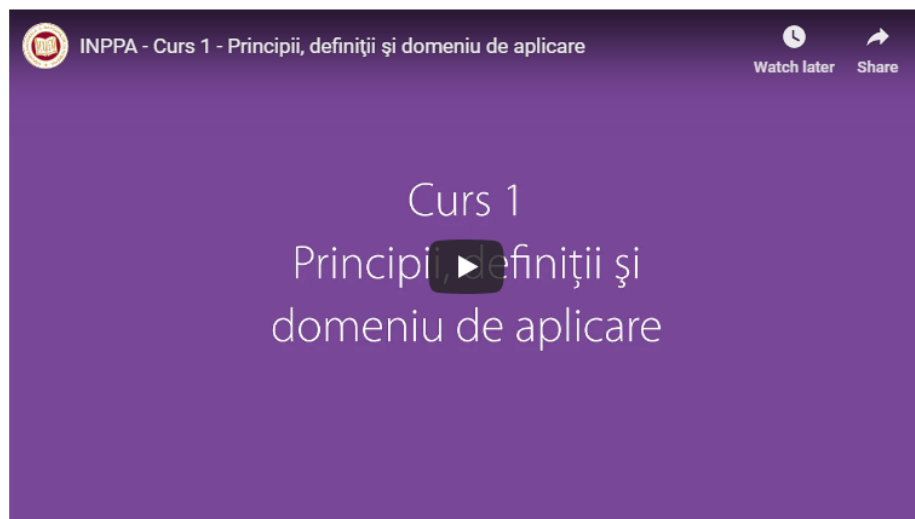 INPPA - Curs 1 - Principii, definiţii şi domeniu de aplicare
Watch later
Share
Curs 1
Principii, definiții şi
domeniu de aplicare